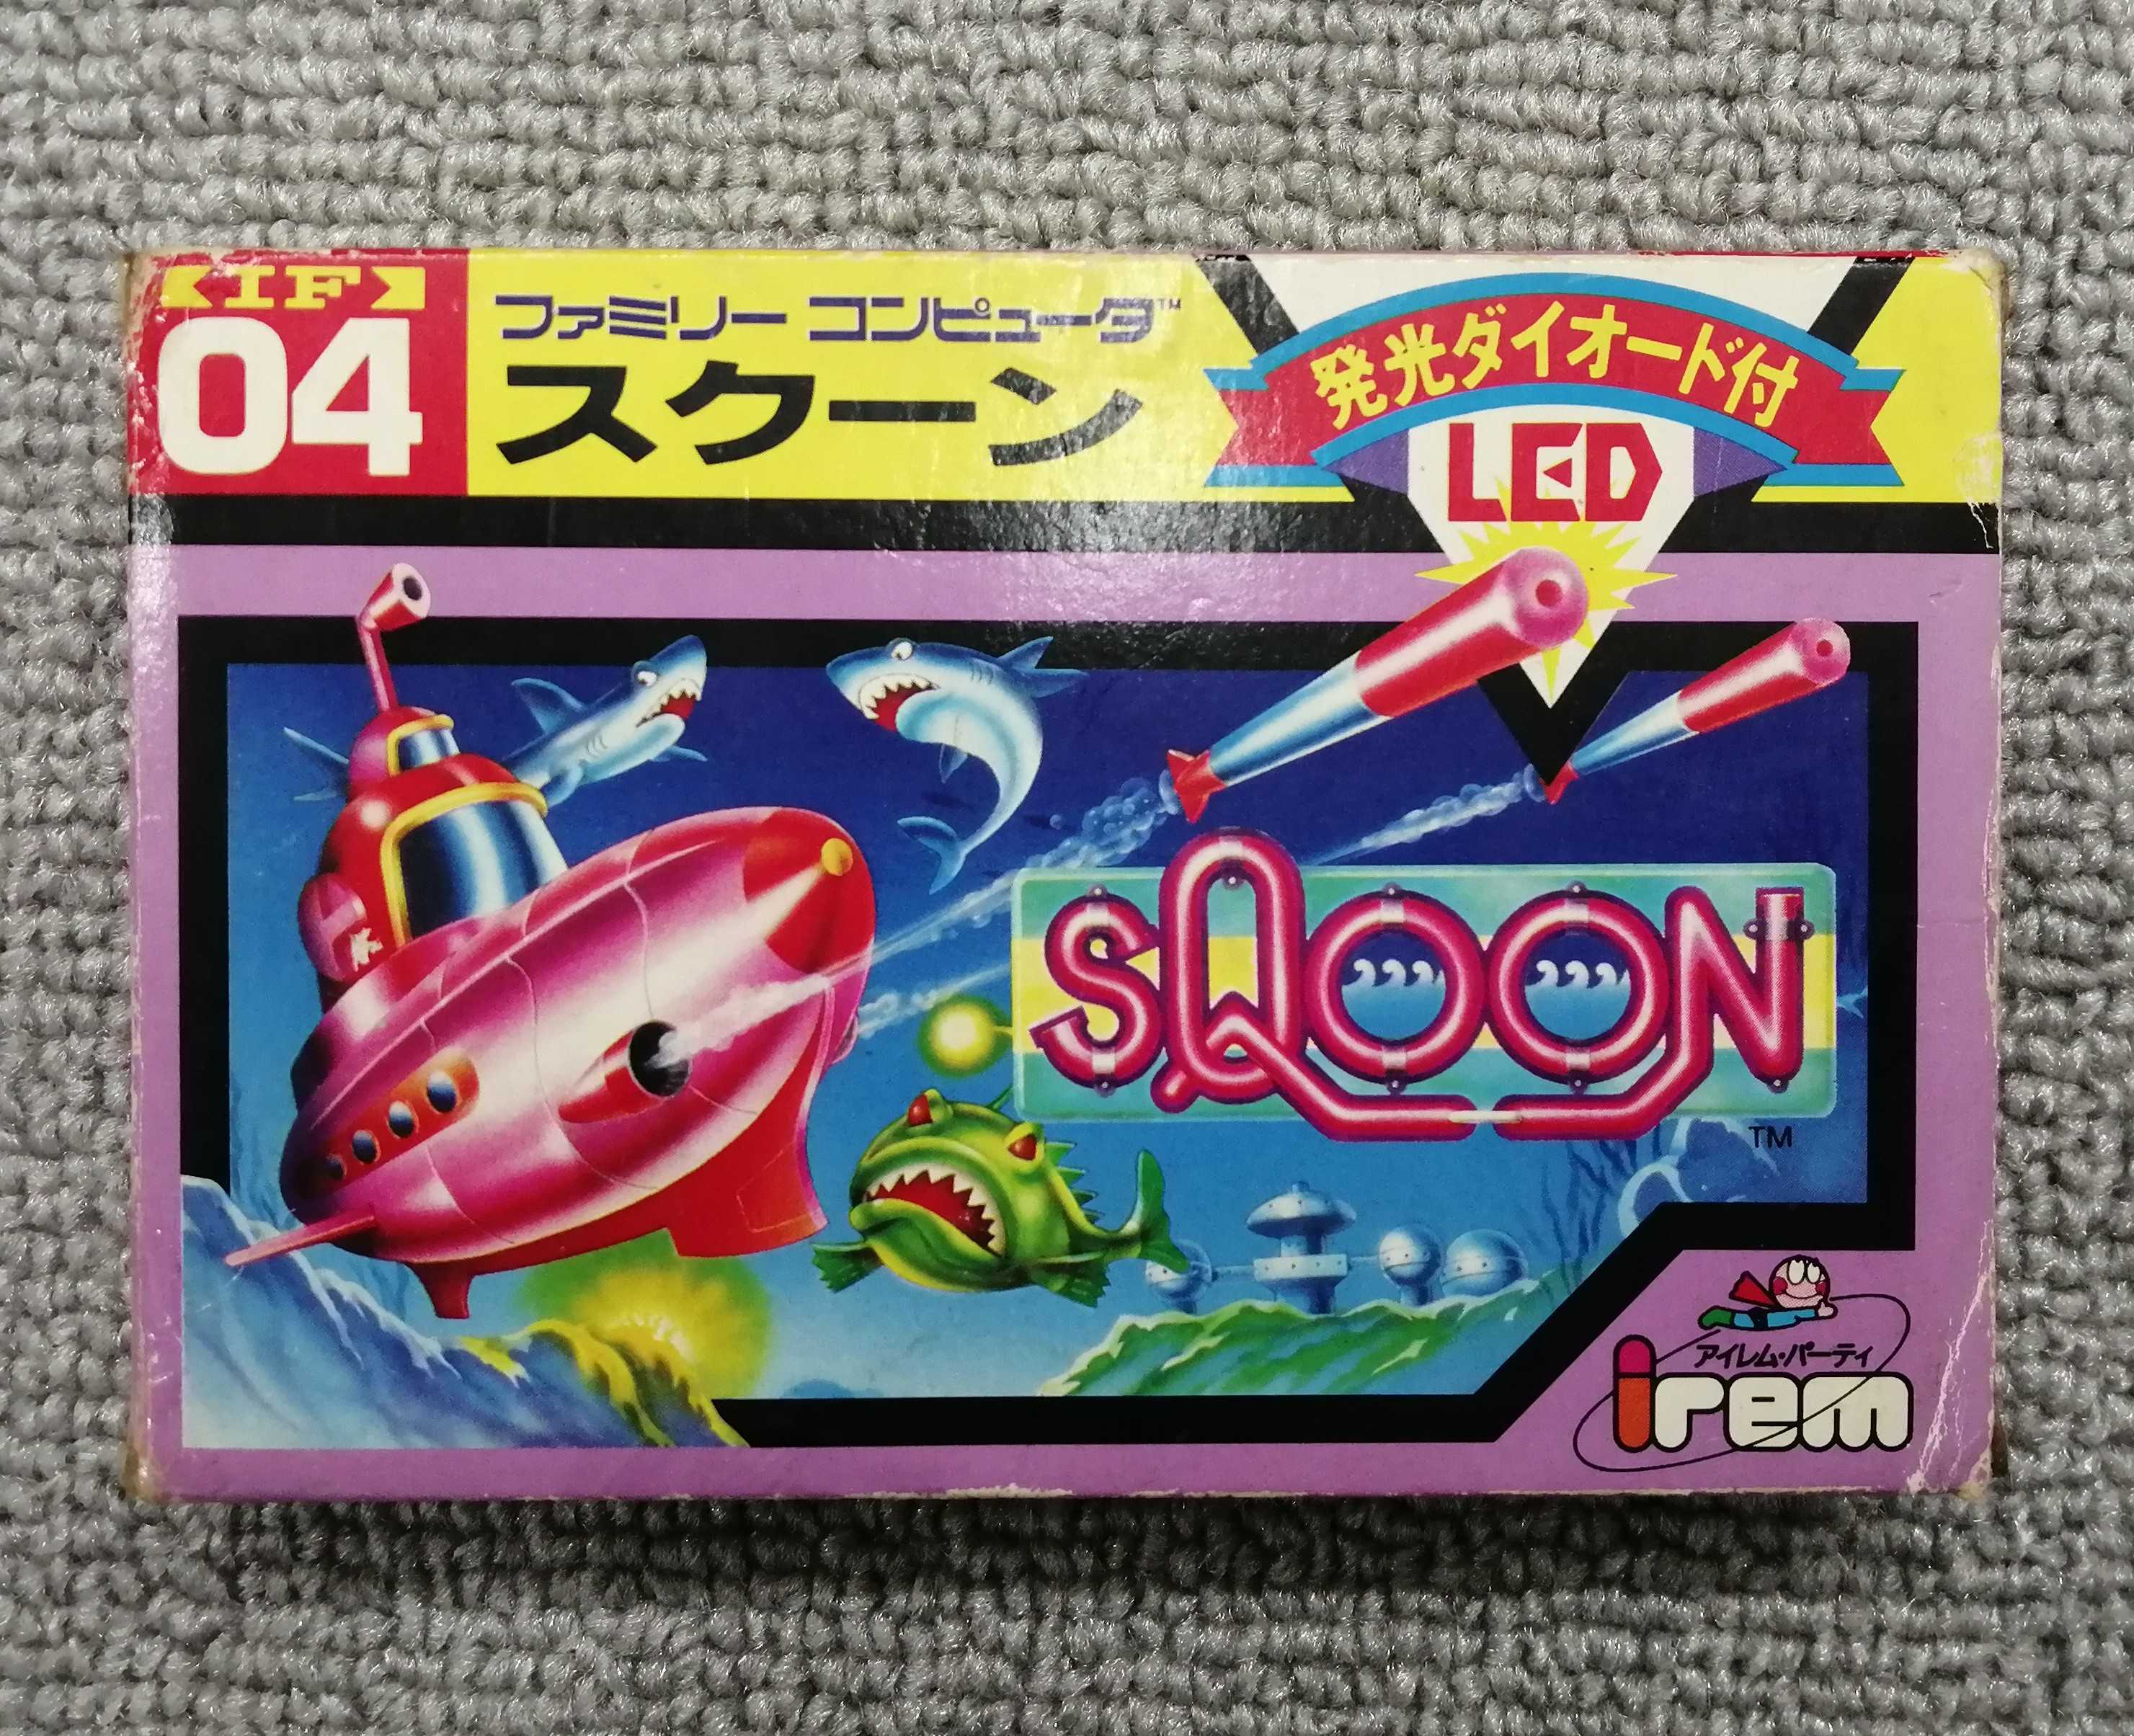 IF
04
ファミリー コンピュータ™
スクーン
発光ダイオード付
LED
SQOON
TM
アイレム・パーティ
irem